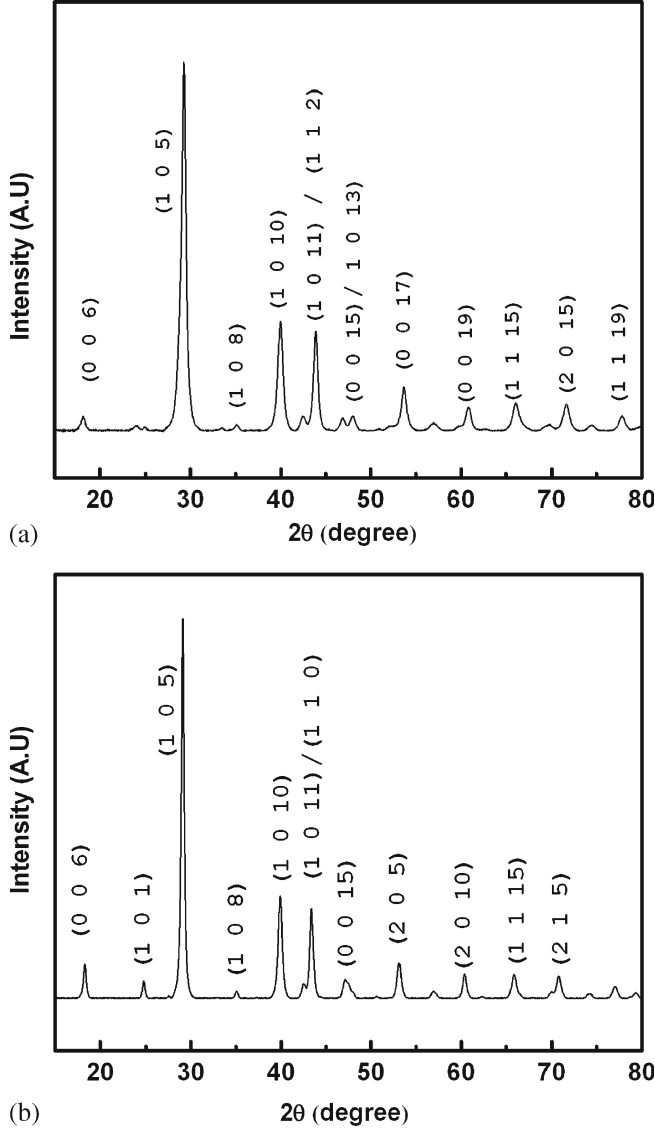 Intensity (A.U)
(0 0 6)
(1 0 5)
(1 0 8)
(1 0 10)
(1 0 11) / (1 1 2)
(0 0 15)/ 1 0 13)
(0 0 17)
(0 0 19)
(1 1 15)
(2 0 15)
(1 1 19)
20 30 40 50 60 70 80
2θ (degree)
(a)
Intensity (A.U)
(0 0 6)
(1 0 1)
(1 0 5)
(1 0 8)
(1 0 10)
(1 0 11)/(1 1 0)
(0 0 15)
(2 0 5)
(2 0 10)
(1 1 15)
(2 1 5)
20 30 40 50 60 70 80
2θ (degree)
(b)